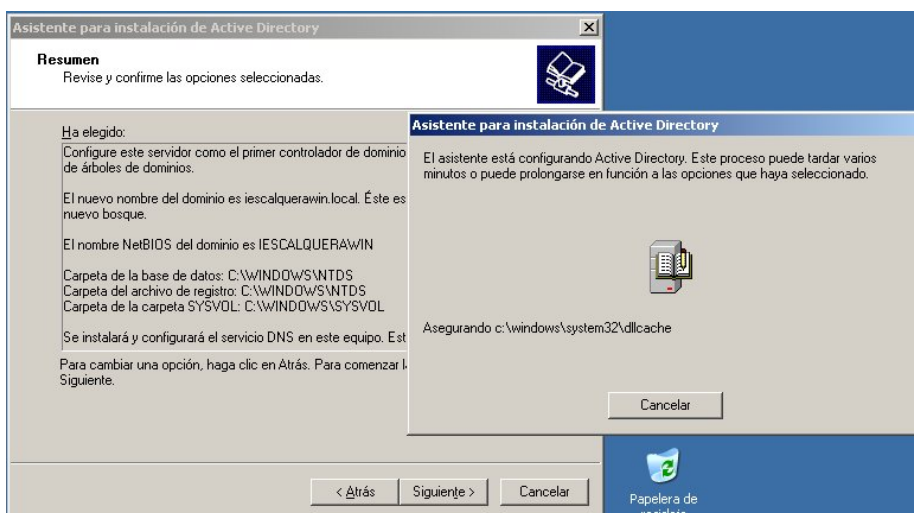 Asistente para instalación de Active Directory
Resumen
Revise y confirme las opciones seleccionadas.
Ha elegido:
Configure este servidor como el primer controlador de dominio
de árboles de dominios.
El nuevo nombre del dominio es iescalquerawin.local. Éste es
nuevo bosque.
El nombre NetBIOS del dominio es IESCALQUERAWIN
Carpeta de la base de datos: C:\WINDOWS\NTDS
Carpeta del archivo de registro: C:\WINDOWS\NTDS
Carpeta de la carpeta SYSVOL: C:\WINDOWS\SYSVOL
Se instalará y configurará el servicio DNS en este equipo. Est
Para cambiar una opción, haga clic en Atrás. Para comenzar l
Siguiente.
< Atrás
Siguiente >
Cancelar
Asistente para instalación de Active Directory
El asistente está configurando Active Directory. Este proceso puede tardar varios
minutos o puede prolongarse en función a las opciones que haya seleccionado.
Asegurando c:\windows\system32\dllcache
Cancelar
Papelera de
reciclaje